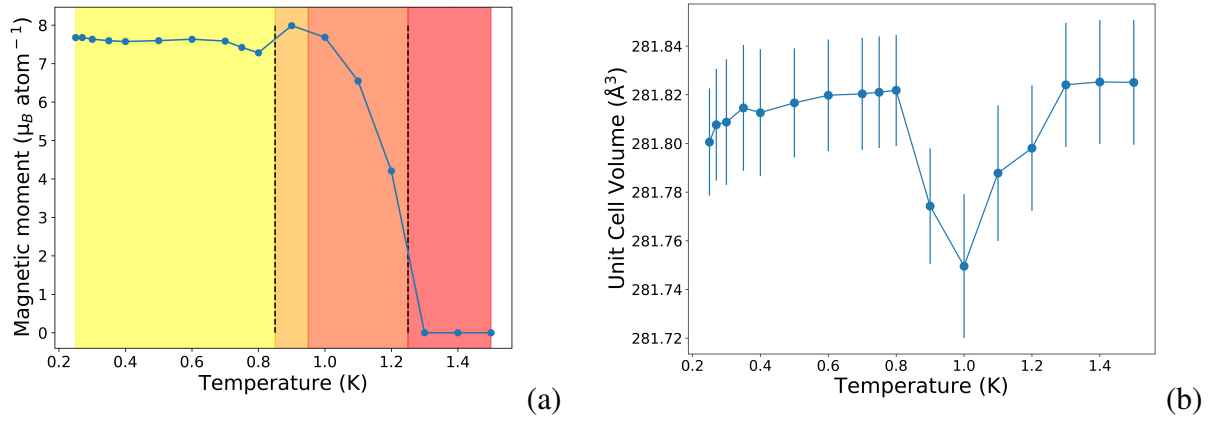 Magnetic moment (μ_B atom⁻¹)
8
7
6
5
4
3
2
1
0
0.2 0.4 0.6 0.8 1.0 1.2 1.4
Temperature (K)
(a)
Unit Cell Volume (Å³)
281.84
281.82
281.80
281.78
281.76
281.74
281.72
0.2 0.4 0.6 0.8 1.0 1.2 1.4
Temperature (K)
(b)